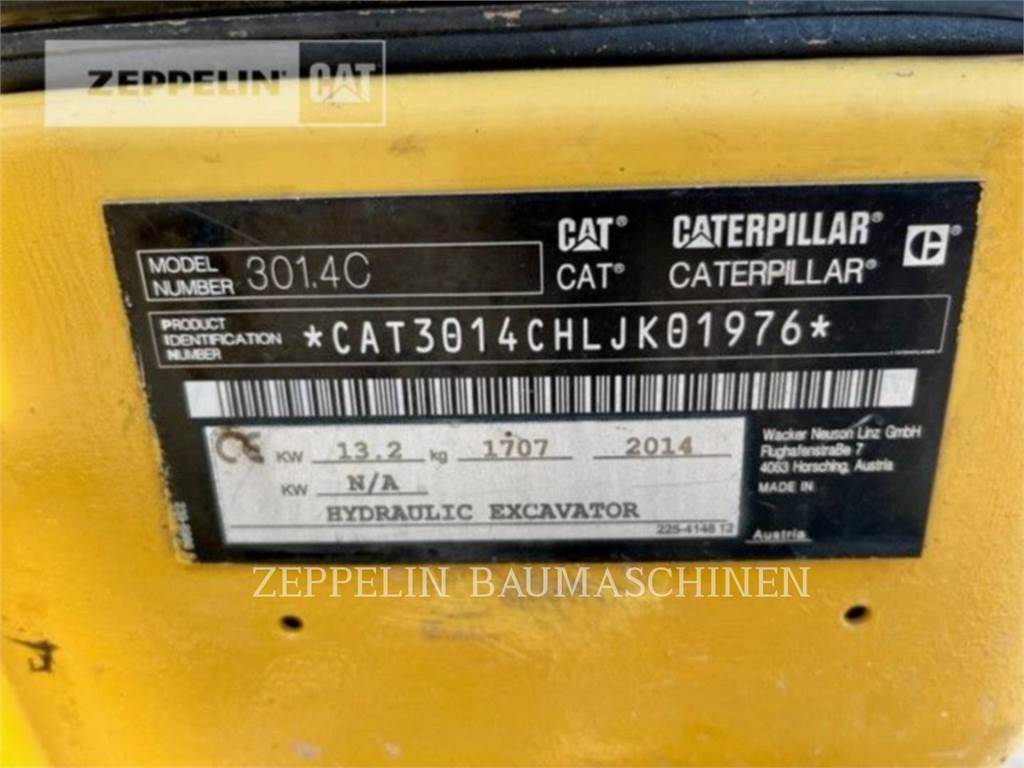 ZEPPELIN CAT
CAT® CATERPILLAR®
CAT® CATERPILLAR®
MODEL NUMBER 301.4C
PRODUCT IDENTIFICATION NUMBER *CAT3014CHLJK01976*
CE KW 13.2 kg 1707 2014
KW N/A
HYDRAULIC EXCAVATOR
225-4148 12
Wacker Neuson Linz GmbH
Flughafenstraße 7
4063 Horsching, Austria
MADE IN
Austria
ZEPPELIN BAUMASCHINEN